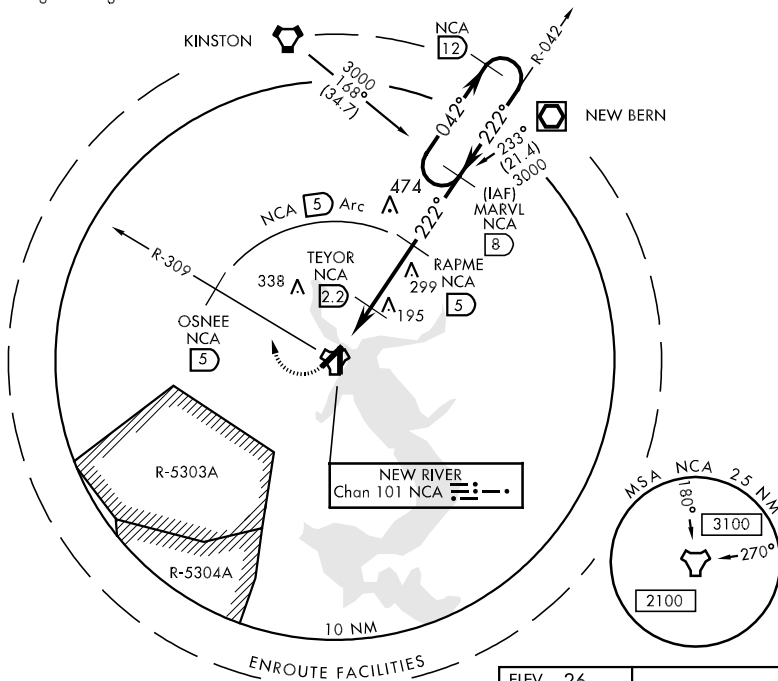 KINSTON
3000
168°
(34.7)
NCA
12
R-042
042°
222°
NEW BERN
233°
(21.4)
3000
(IAF)
MARVL
NCA
8
474
NCA 5 Arc
222°
R-309
TEYOR
NCA
2.2
338
RAPME
NCA
5
299
195
OSNEE
NCA
5
R-5303A
R-5304A
NEW RIVER
Chan 101 NCA
10 NM
ENROUTE FACILITIES
MSA NCA 25 NM
180°
3100
270°
2100
ELEV 26